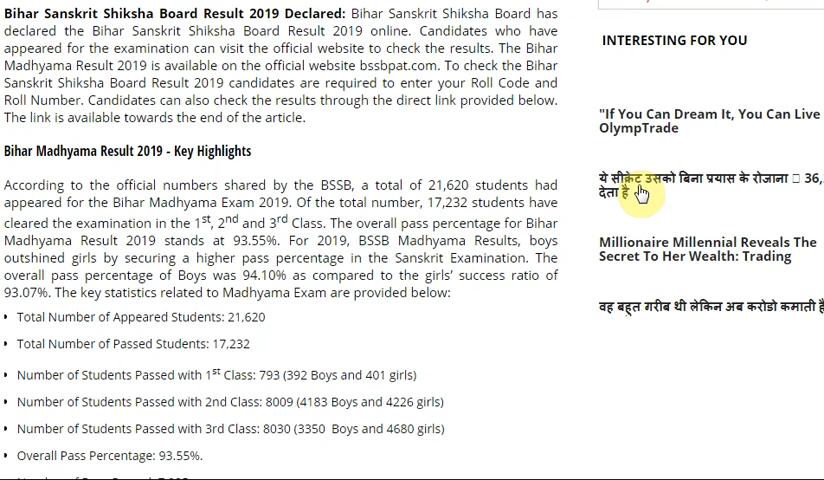 Bihar Sanskrit Shiksha Board Result 2019 Declared: Bihar Sanskrit Shiksha Board has
declared the Bihar Sanskrit Shiksha Board Result 2019 online. Candidates who have
appeared for the examination can visit the official website to check the results. The Bihar
Madhyama Result 2019 is available on the official website bssbpat.com. To check the Bihar
Sanskrit Shiksha Board Result 2019 candidates are required to enter your Roll Code and
Roll Number. Candidates can also check the results through the direct link provided below.
The link is available towards the end of the article.
Bihar Madhyama Result 2019 - Key Highlights
According to the official numbers shared by the BSSB, a total of 21,620 students had
appeared for the Bihar Madhyama Exam 2019. Of the total number, 17,232 students have
cleared the examination in the 1st, 2nd and 3rd Class. The overall pass percentage for Bihar
Madhyama Result 2019 stands at 93.55%. For 2019, BSSB Madhyama Results, boys
outshined girls by securing a higher pass percentage in the Sanskrit Examination. The
overall pass percentage of Boys was 94.10% as compared to the girls' success ratio of
93.07%. The key statistics related to Madhyama Exam are provided below:
• Total Number of Appeared Students: 21,620
• Total Number of Passed Students: 17,232
• Number of Students Passed with 1st Class: 793 (392 Boys and 401 girls)
• Number of Students Passed with 2nd Class: 8009 (4183 Boys and 4226 girls)
• Number of Students Passed with 3rd Class: 8030 (3350 Boys and 4680 girls)
• Overall Pass Percentage: 93.55%.
INTERESTING FOR YOU
"If You Can Dream It, You Can Live
OlympTrade
ये सीक्रेट उसको बिना प्रयास के रोजाना □ 36,
देता है
Millionaire Millennial Reveals The
Secret To Her Wealth: Trading
वह बहुत गरीब थी लेकिन अब करोडो कमाती है